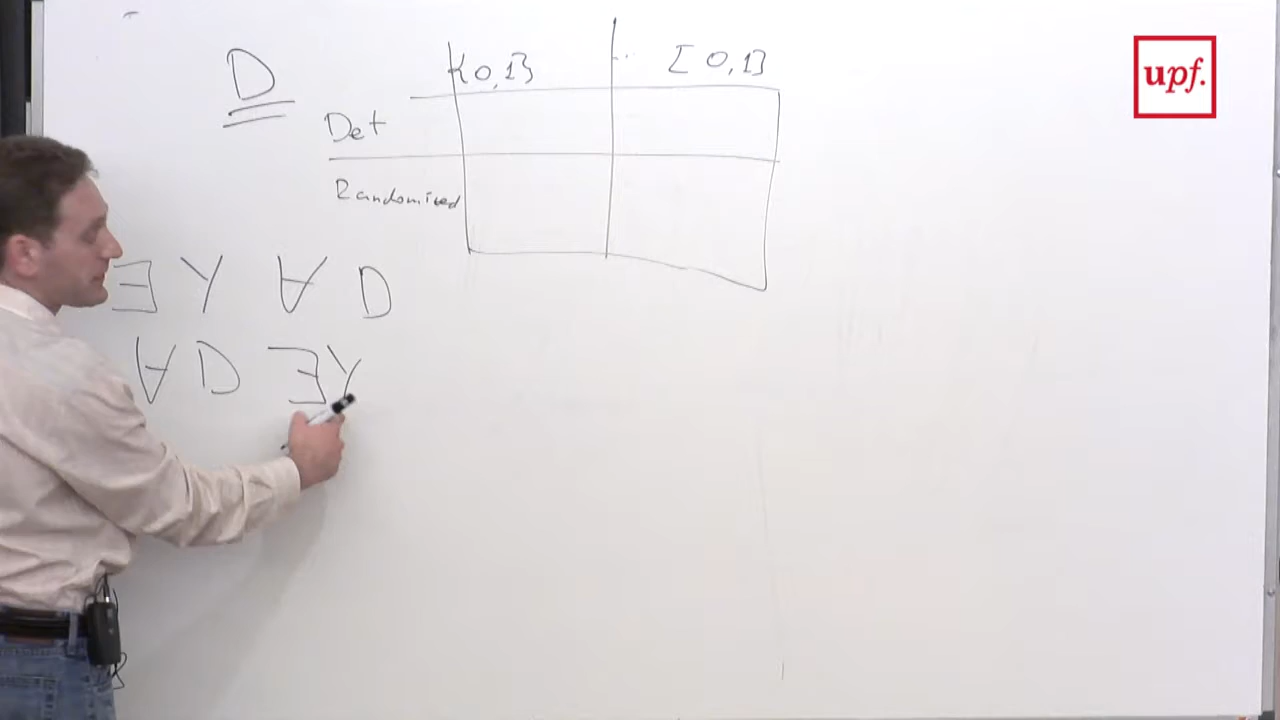 D {0,1} [0,1]
Det
Randomised
∃ Y ∀ D
∀ D ∃ Y
upf.